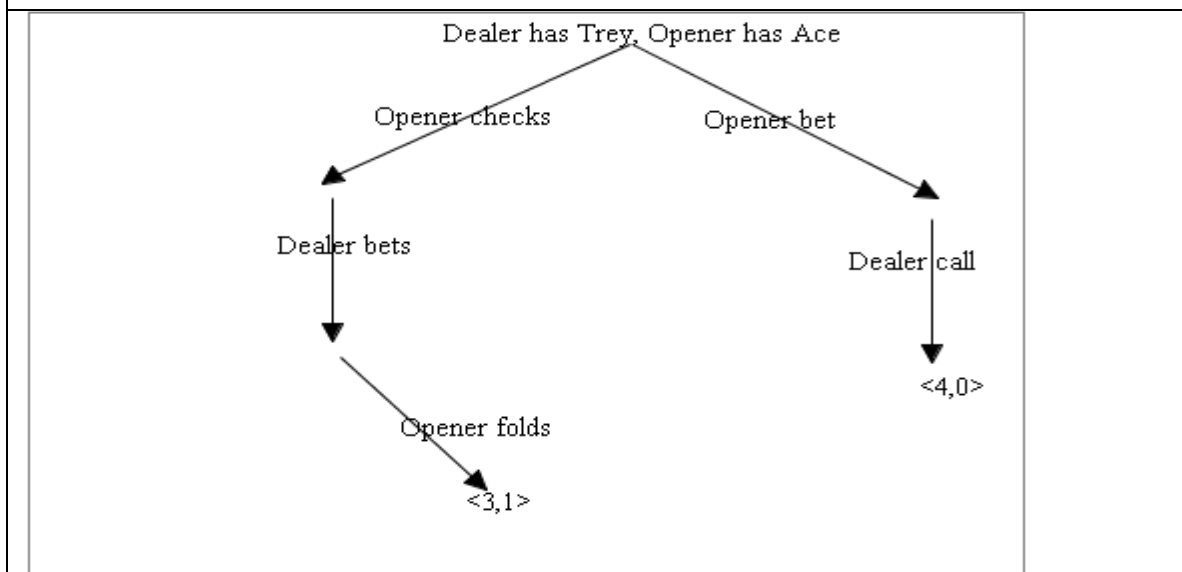 Dealer has Trey, Opener has Ace
Opener checks
Opener bet
Dealer bets
Dealer call
<4,0>
Opener folds
<3,1>